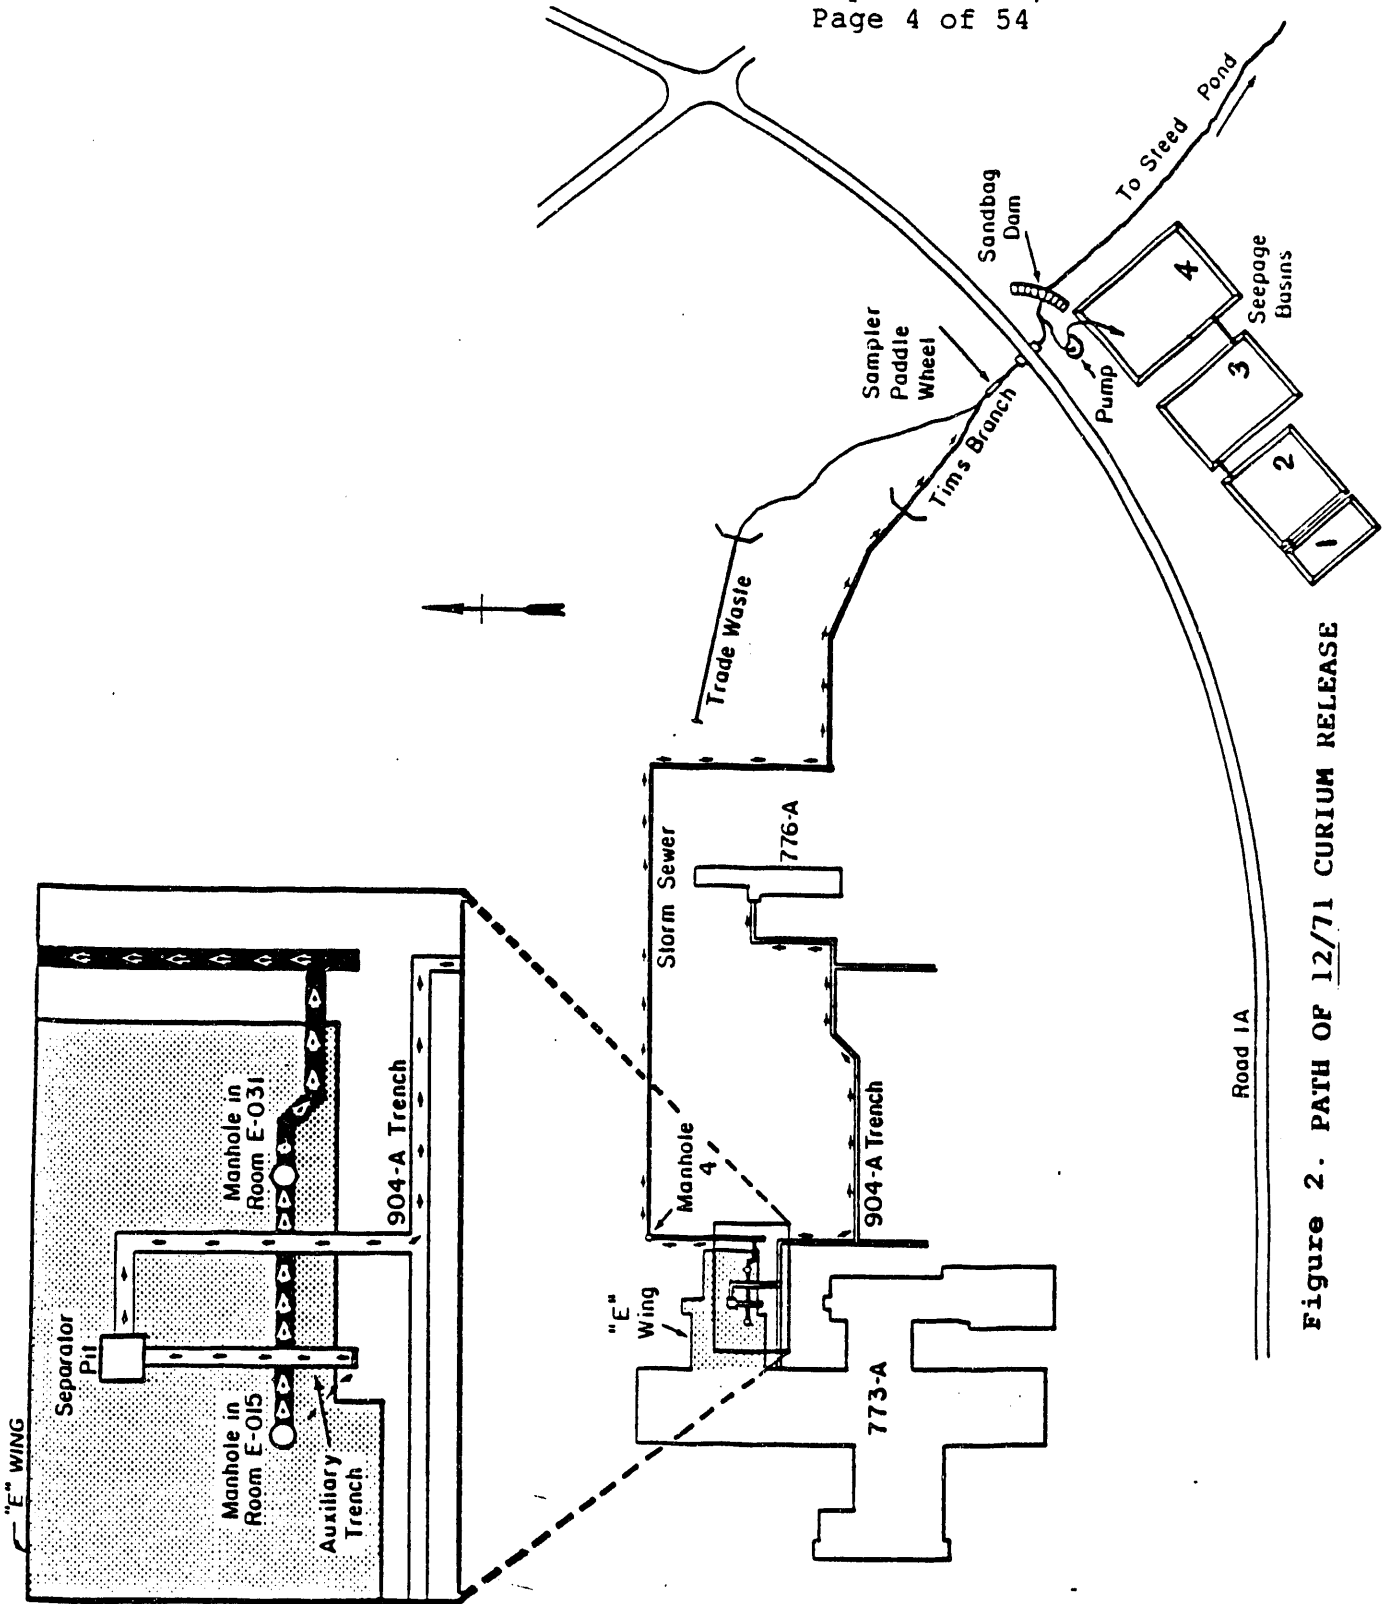 Page 4 of 54
"E" WING
Separator
Pit
Manhole in
Room E-015
Auxiliary
Trench
Manhole in
Room E-031
904-A Trench
"E"
Wing
Manhole
4
Storm Sewer
773-A
904-A Trench
776-A
Trade Waste
Tims Branch
Sampler
Paddle
Wheel
Sandbag
Dam
To Steed Pond
Pump
Seepage
Basins
1
2
3
4
Road 1A
Figure 2. PATH OF 12/71 CURIUM RELEASE